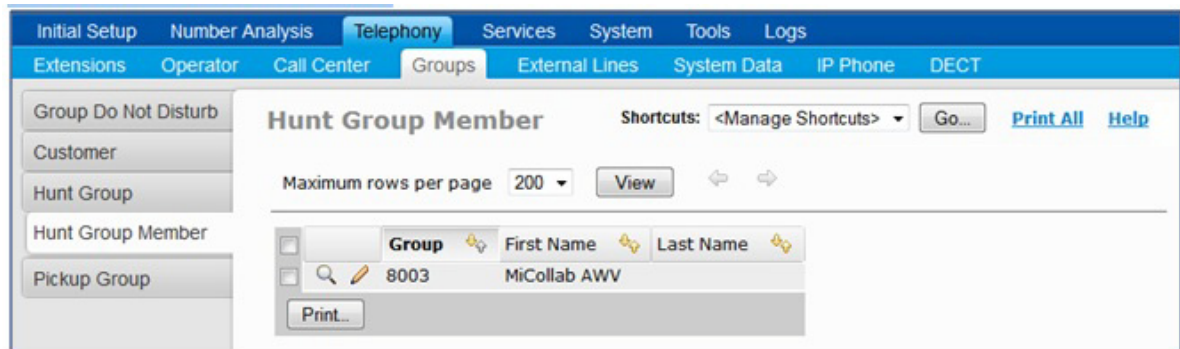 Initial Setup Number Analysis Telephony Services System Tools Logs
Extensions Operator Call Center Groups External Lines System Data IP Phone DECT
Group Do Not Disturb
Customer
Hunt Group
Hunt Group Member
Pickup Group
Hunt Group Member Shortcuts: <Manage Shortcuts> Go... Print All Help
Maximum rows per page 200 View
Group First Name Last Name
8003 MiCollab AWV
Print...